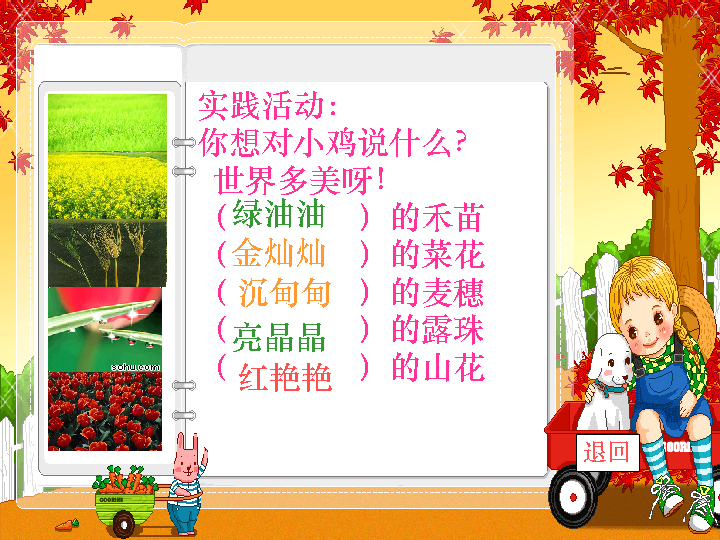 实践活动：
你想对小鸡说什么？
世界多美呀！
（绿油油）的禾苗
（金灿灿）的菜花
（沉甸甸）的麦穗
（亮晶晶）的露珠
（红艳艳）的山花
sohu.com
退回